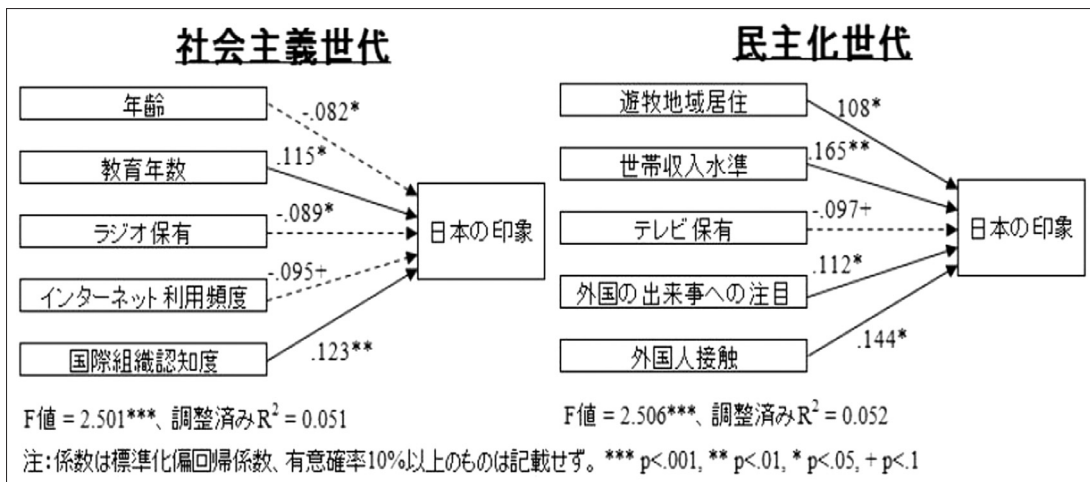 社会主義世代
年齢
-.082*
教育年数
.115*
ラジオ保有
-.089*
インターネット利用頻度
-.095+
国際組織認知度
.123**
日本の印象
F値 = 2.501***、調整済みR² = 0.051
民主化世代
遊牧地域居住
.108*
世帯収入水準
.165**
テレビ保有
-.097+
外国の出来事への注目
.112*
外国人接触
.144*
日本の印象
F値 = 2.506***、調整済みR² = 0.052
注:係数は標準化偏回帰係数、有意確率10%以上のものは記載せず。*** p<.001, ** p<.01, * p<.05, + p<.1